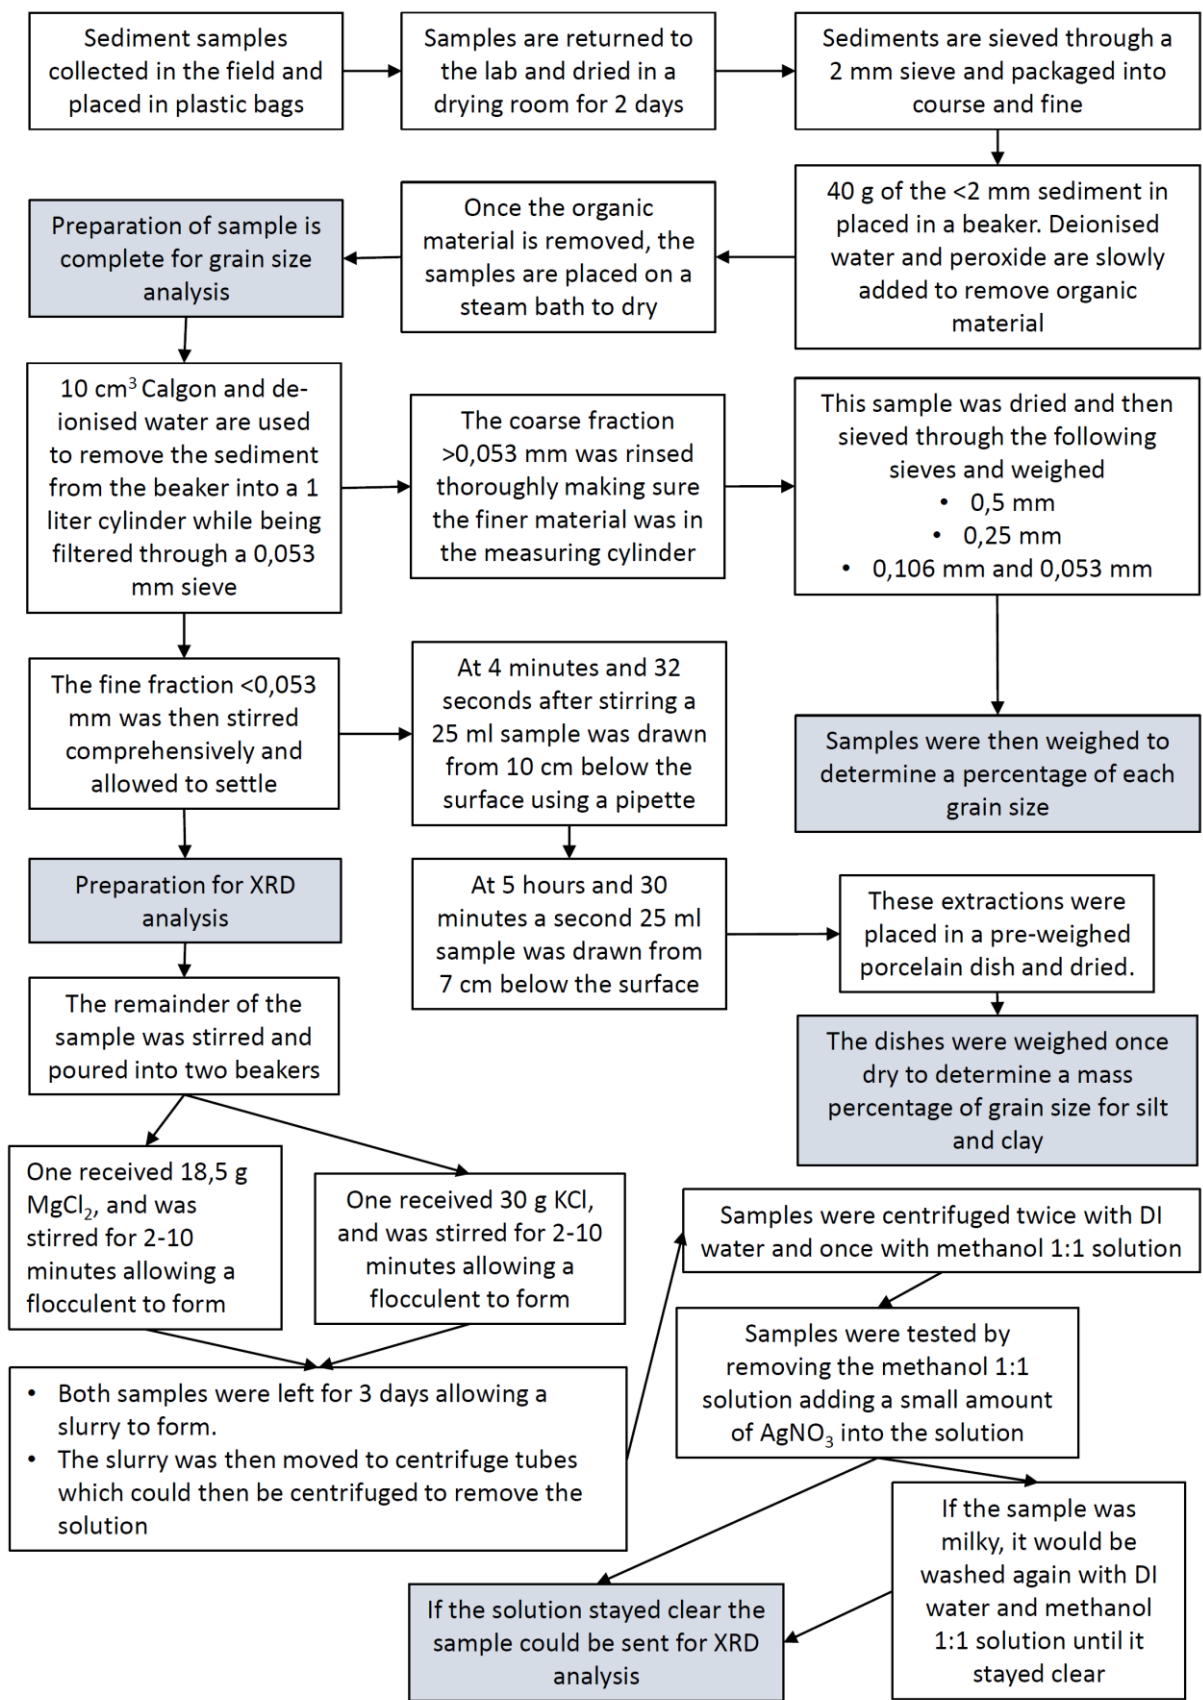 Sediment samples
collected in the field and
placed in plastic bags
Samples are returned to
the lab and dried in a
drying room for 2 days
Sediments are sieved through a
2 mm sieve and packaged into
course and fine
40 g of the <2 mm sediment in
placed in a beaker. Deionised
water and peroxide are slowly
added to remove organic
material
Once the organic
material is removed, the
samples are placed on a
steam bath to dry
Preparation of sample is
complete for grain size
analysis
10 cm³ Calgon and de-
ionised water are used
to remove the sediment
from the beaker into a 1
liter cylinder while being
filtered through a 0,053
mm sieve
The coarse fraction
>0,053 mm was rinsed
thoroughly making sure
the finer material was in
the measuring cylinder
This sample was dried and then
sieved through the following
sieves and weighed
• 0,5 mm
• 0,25 mm
• 0,106 mm and 0,053 mm
Samples were then weighed to
determine a percentage of each
grain size
The fine fraction <0,053
mm was then stirred
comprehensively and
allowed to settle
At 4 minutes and 32
seconds after stirring a
25 ml sample was drawn
from 10 cm below the
surface using a pipette
At 5 hours and 30
minutes a second 25 ml
sample was drawn from
7 cm below the surface
These extractions were
placed in a pre-weighed
porcelain dish and dried.
The dishes were weighed once
dry to determine a mass
percentage of grain size for silt
and clay
Preparation for XRD
analysis
The remainder of the
sample was stirred and
poured into two beakers
One received 18,5 g
MgCl₂, and was
stirred for 2-10
minutes allowing a
flocculent to form
One received 30 g KCl,
and was stirred for 2-10
minutes allowing a
flocculent to form
• Both samples were left for 3 days allowing a
slurry to form.
• The slurry was then moved to centrifuge tubes
which could then be centrifuged to remove the
solution
Samples were centrifuged twice with DI
water and once with methanol 1:1 solution
Samples were tested by
removing the methanol 1:1
solution adding a small amount
of AgNO₃ into the solution
If the sample was
milky, it would be
washed again with DI
water and methanol
1:1 solution until it
stayed clear
If the solution stayed clear the
sample could be sent for XRD
analysis